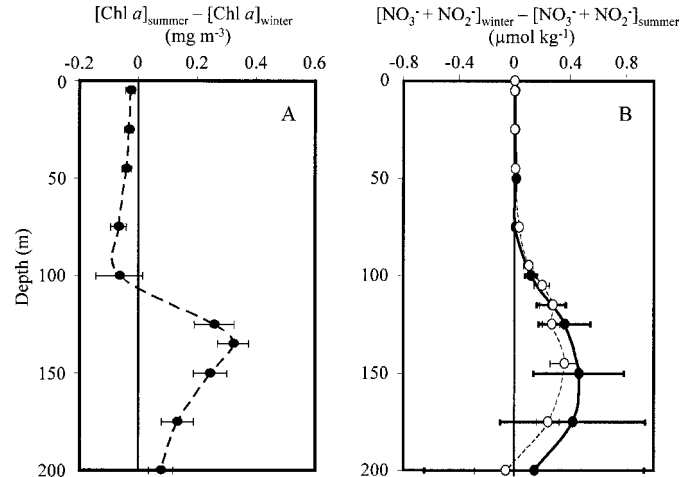 [Chl a]summer – [Chl a]winter
(mg m-3)
-0.2 0 0.2 0.4 0.6
0
50
100
150
200
Depth (m)
A
[NO3- + NO2-]winter – [NO3- + NO2-]summer
(μmol kg-1)
-0.8 -0.4 0 0.4 0.8
0
50
100
150
200
B